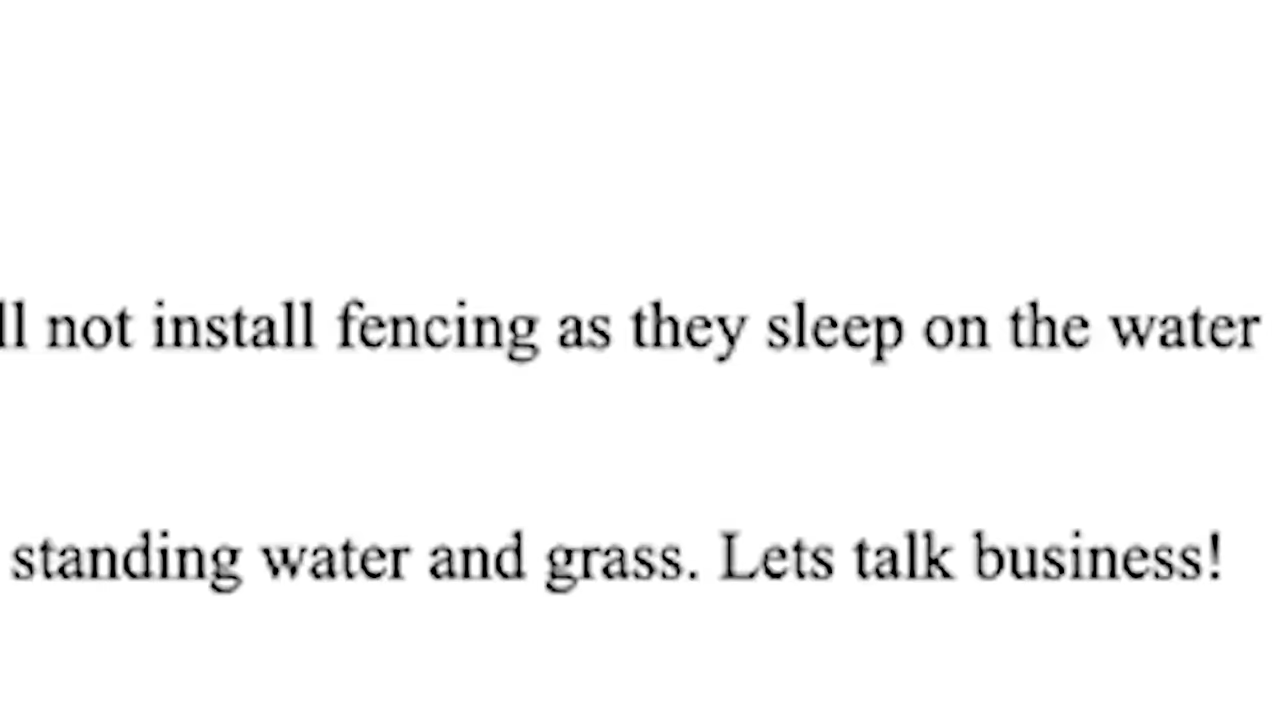 ll not install fencing as they sleep on the water
standing water and grass. Lets talk business!